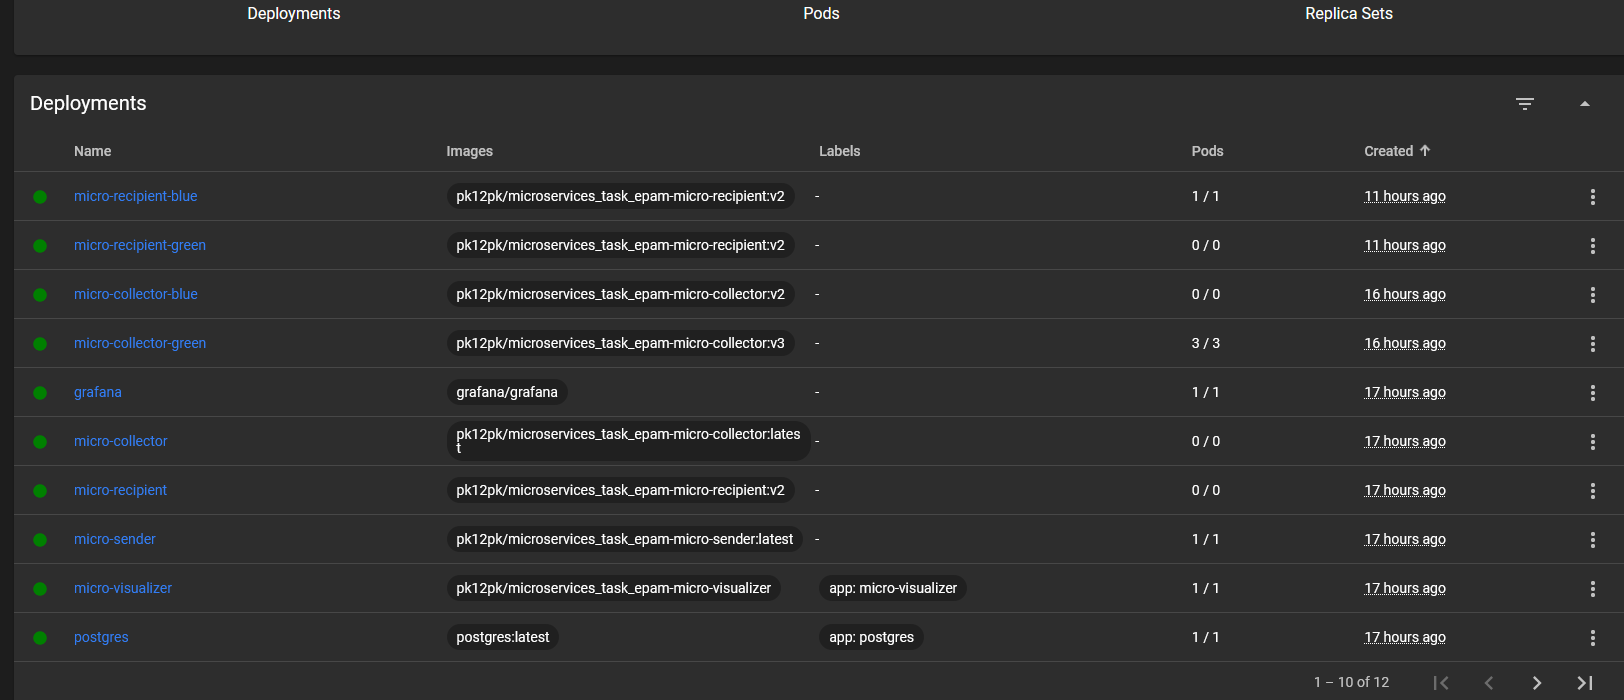 Deployments Pods Replica Sets
Deployments
Name Images Labels Pods Created
micro-recipient-blue pk12pk/microservices_task_epam-micro-recipient:v2 - 1 / 1 11 hours ago
micro-recipient-green pk12pk/microservices_task_epam-micro-recipient:v2 - 0 / 0 11 hours ago
micro-collector-blue pk12pk/microservices_task_epam-micro-collector:v2 - 0 / 0 16 hours ago
micro-collector-green pk12pk/microservices_task_epam-micro-collector:v3 - 3 / 3 16 hours ago
grafana grafana/grafana - 1 / 1 17 hours ago
micro-collector pk12pk/microservices_task_epam-micro-collector:lates
t - 0 / 0 17 hours ago
micro-recipient pk12pk/microservices_task_epam-micro-recipient:v2 - 0 / 0 17 hours ago
micro-sender pk12pk/microservices_task_epam-micro-sender:latest - 1 / 1 17 hours ago
micro-visualizer pk12pk/microservices_task_epam-micro-visualizer app: micro-visualizer 1 / 1 17 hours ago
postgres postgres:latest app: postgres 1 / 1 17 hours ago
1 – 10 of 12